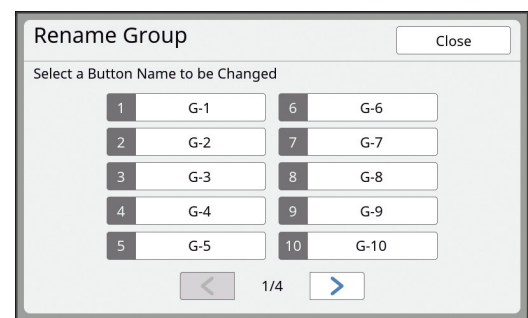 Rename Group
Close
Select a Button Name to be Changed
1 G-1 6 G-6
2 G-2 7 G-7
3 G-3 8 G-8
4 G-4 9 G-9
5 G-5 10 G-10
1/4